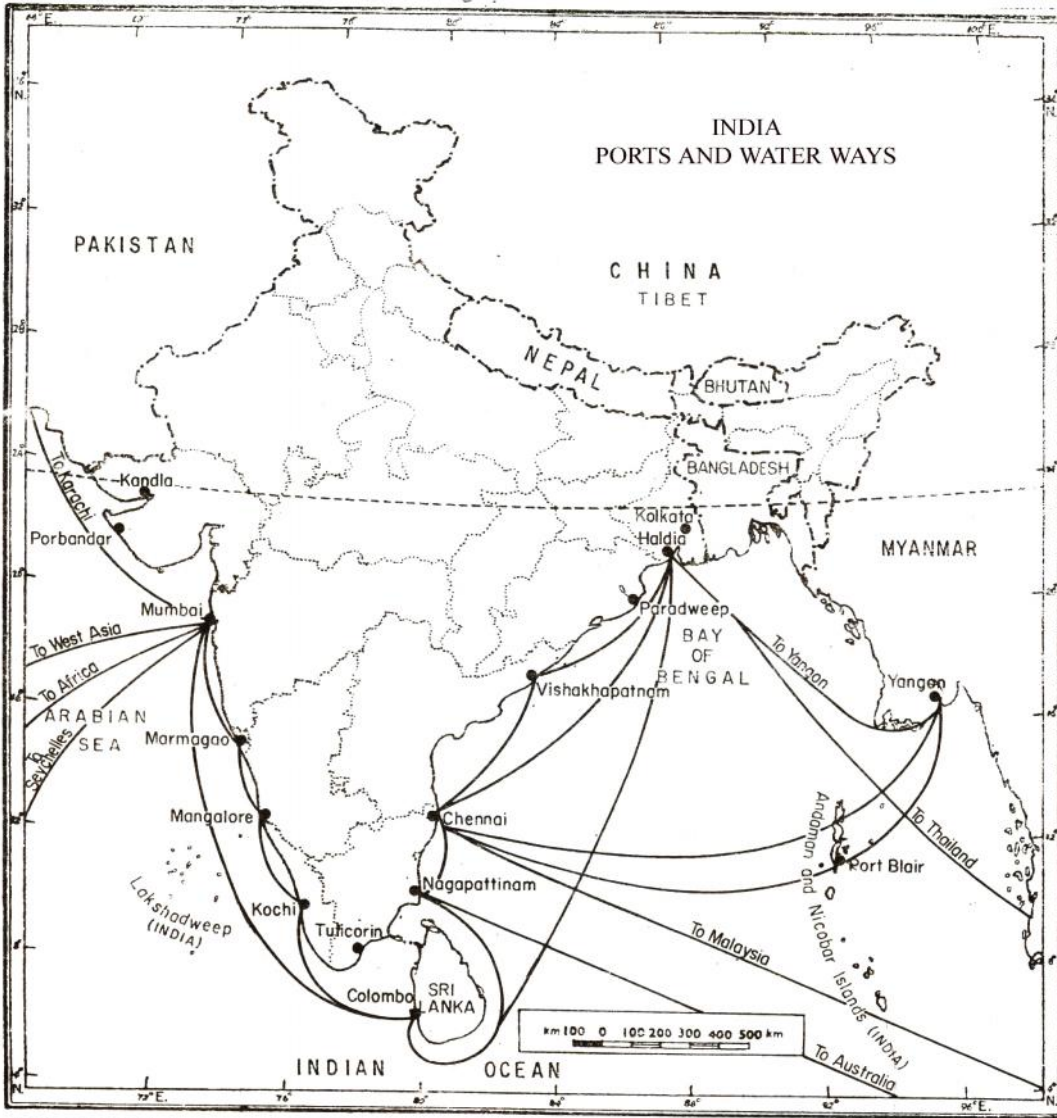 INDIA
PORTS AND WATER WAYS
PAKISTAN
CHINA
TIBET
NEPAL
BHUTAN
BANGLADESH
MYANMAR
To Karachi
Kandla
Porbandar
Kolkata
Haldia
Mumbai
Paradweep
BAY
OF
BENGAL
To West Asia
To Africa
To Yangon
Yangon
Vishakhapatnam
ARABIAN
SEA
To
Seychelles
Marmagao
Mangalore
Chennai
Andaman and Nicobar Islands (INDIA)
To Thailand
Port Blair
Lakshadweep
(INDIA)
Nagapattinam
Kochi
Tuticorin
To Malaysia
Colombo
SRI
LANKA
km 100 0 100 200 300 400 500 km
To Australia
INDIAN OCEAN